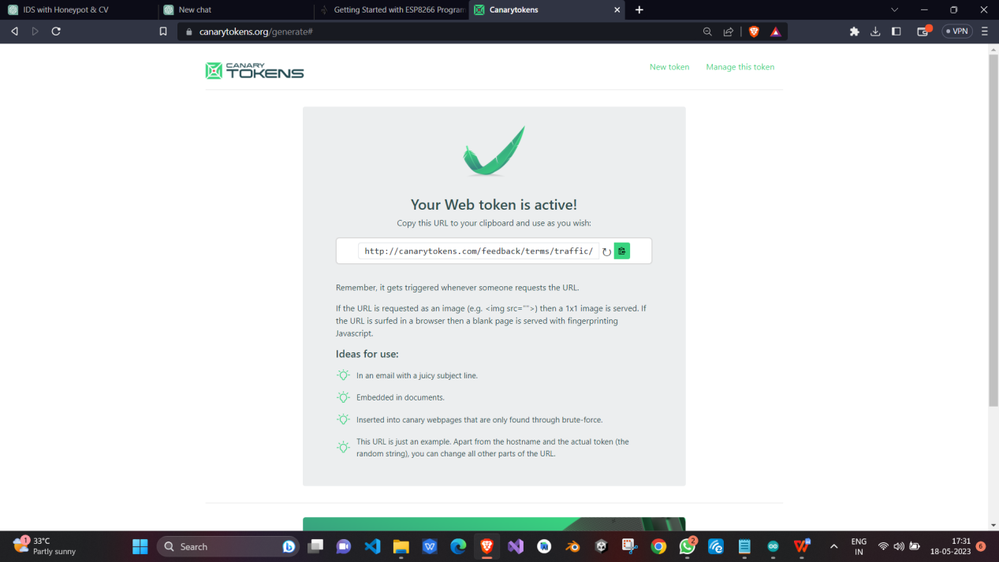 IDS with Honeypot & CV
New chat
Getting Started with ESP8266 Program
Canarytokens
canarytokens.org/generate#
VPN
CANARY
TOKENS
New token
Manage this token
Your Web token is active!
Copy this URL to your clipboard and use as you wish:
http://canarytokens.com/feedback/terms/traffic/
Remember, it gets triggered whenever someone requests the URL.
If the URL is requested as an image (e.g. <img src="">) then a 1x1 image is served. If
the URL is surfed in a browser then a blank page is served with fingerprinting
Javascript.
Ideas for use:
In an email with a juicy subject line.
Embedded in documents.
Inserted into canary webpages that are only found through brute-force.
This URL is just an example. Apart from the hostname and the actual token (the
random string), you can change all other parts of the URL.
1
33°C
Partly sunny
Search
2
ENG
IN
17:31
18-05-2023
6